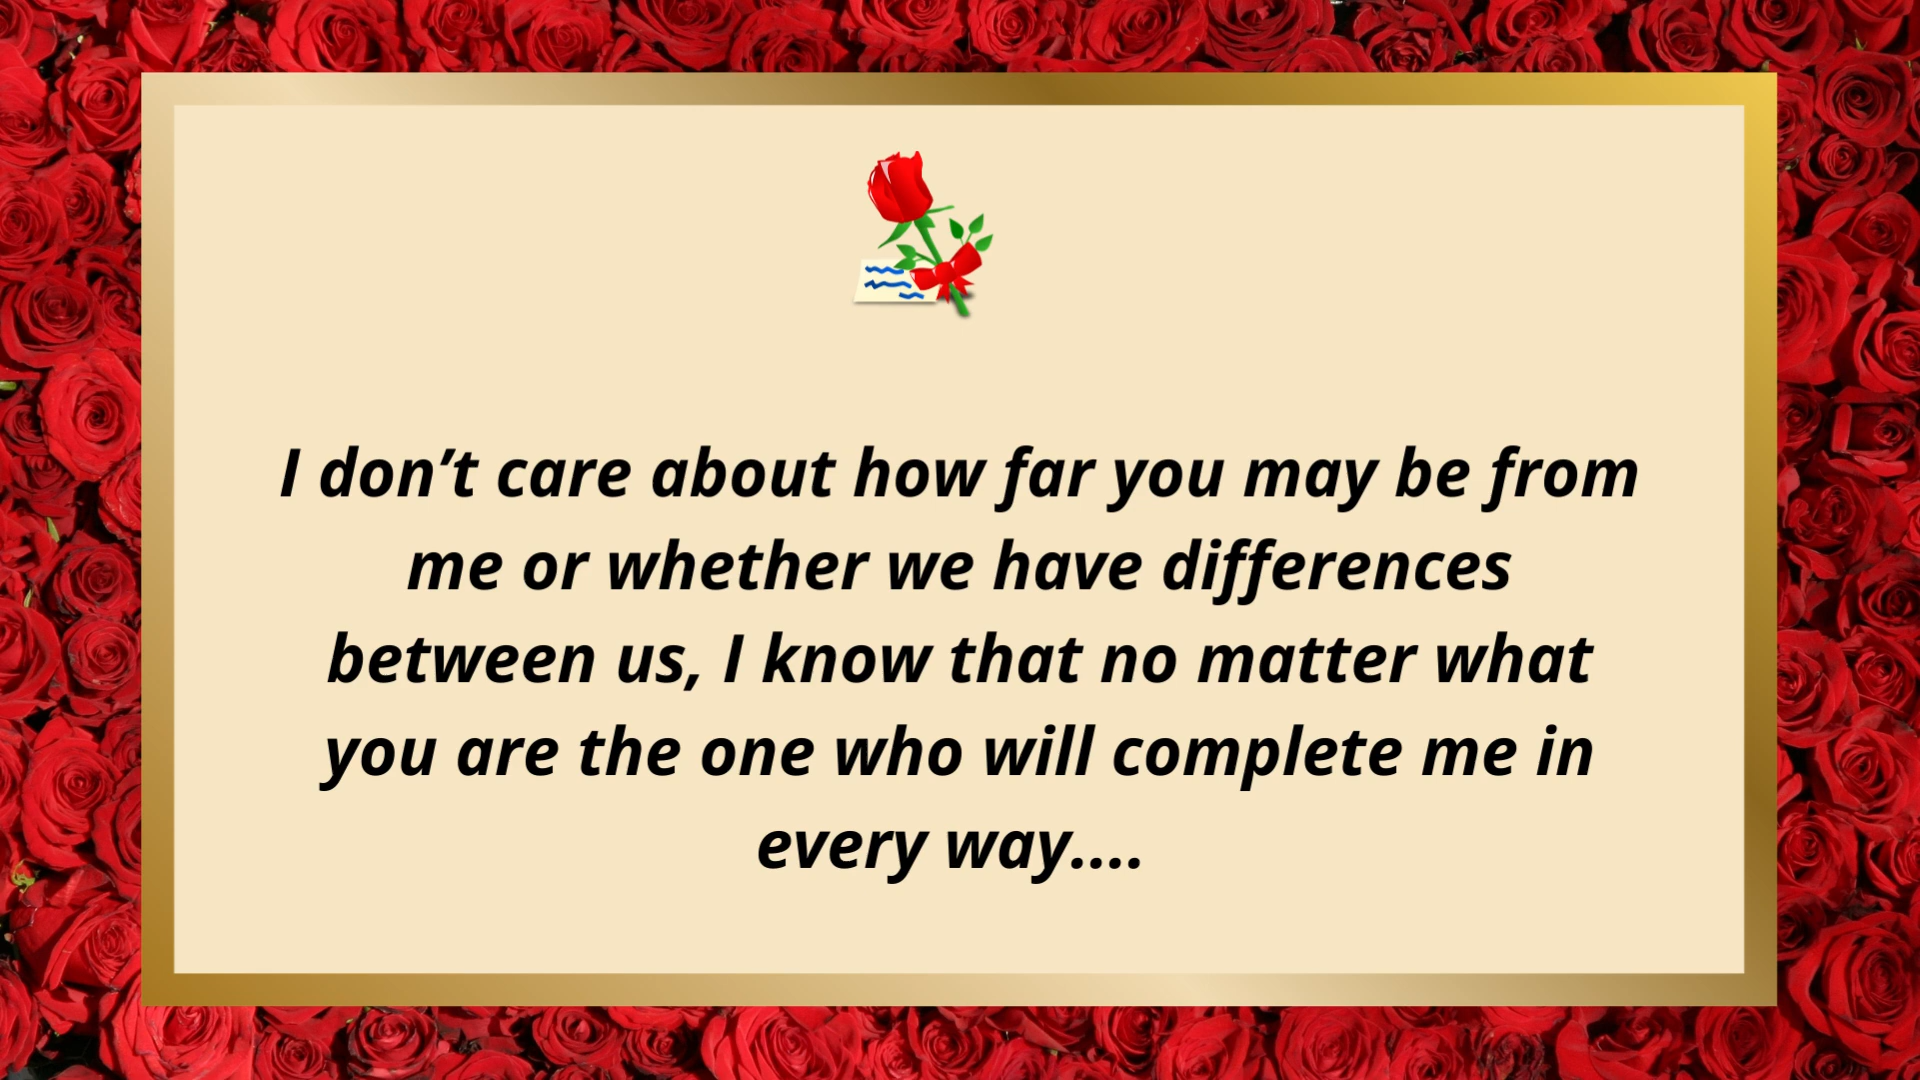 I don’t care about how far you may be from
me or whether we have differences
between us, I know that no matter what
you are the one who will complete me in
every way....